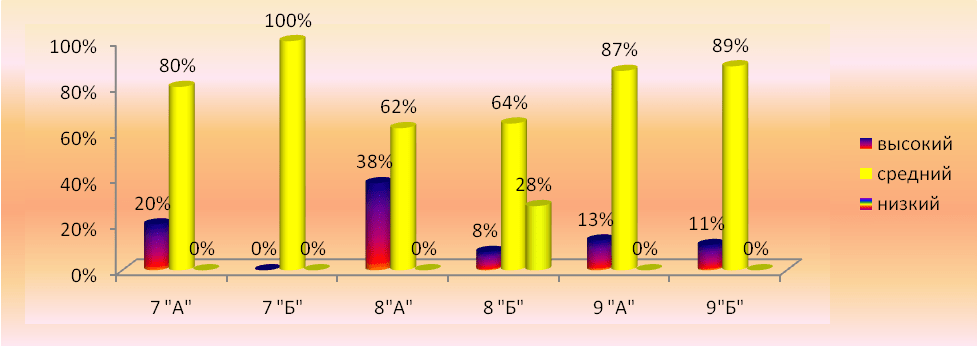 100%
80%
60%
40%
20%
0%
20%
80%
0%
0%
100%
0%
38%
62%
0%
8%
64%
28%
13%
87%
0%
11%
89%
0%
7 "А"
7 "Б"
8"А"
8 "Б"
9 "А"
9"Б"
высокий
средний
низкий